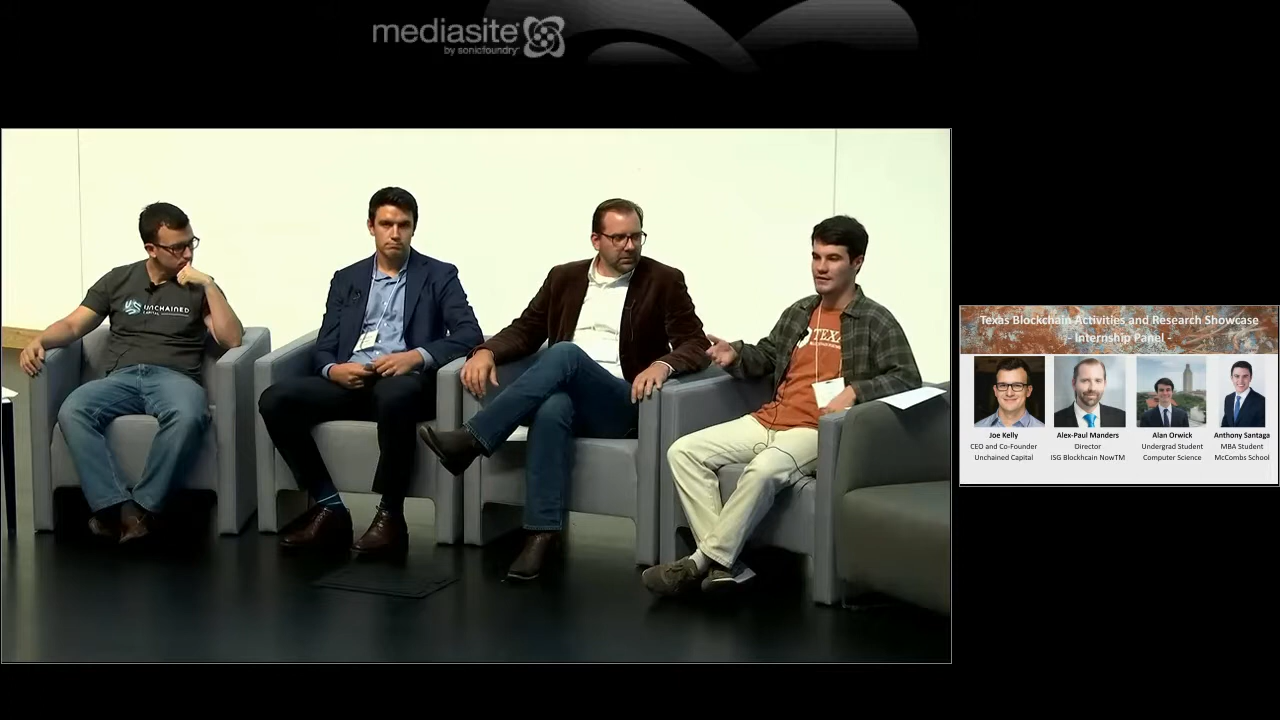 mediasite
by sonicfoundry
UNCHAINED
CAPITAL
TEXAS
Texas Blockchain Activities and Research Showcase
- Internship Panel -
Joe Kelly
CEO and Co-Founder
Unchained Capital
Alex-Paul Manders
Director
ISG Blockhcain NowTM
Alan Orwick
Undergrad Student
Computer Science
Anthony Santaga
MBA Student
McCombs School